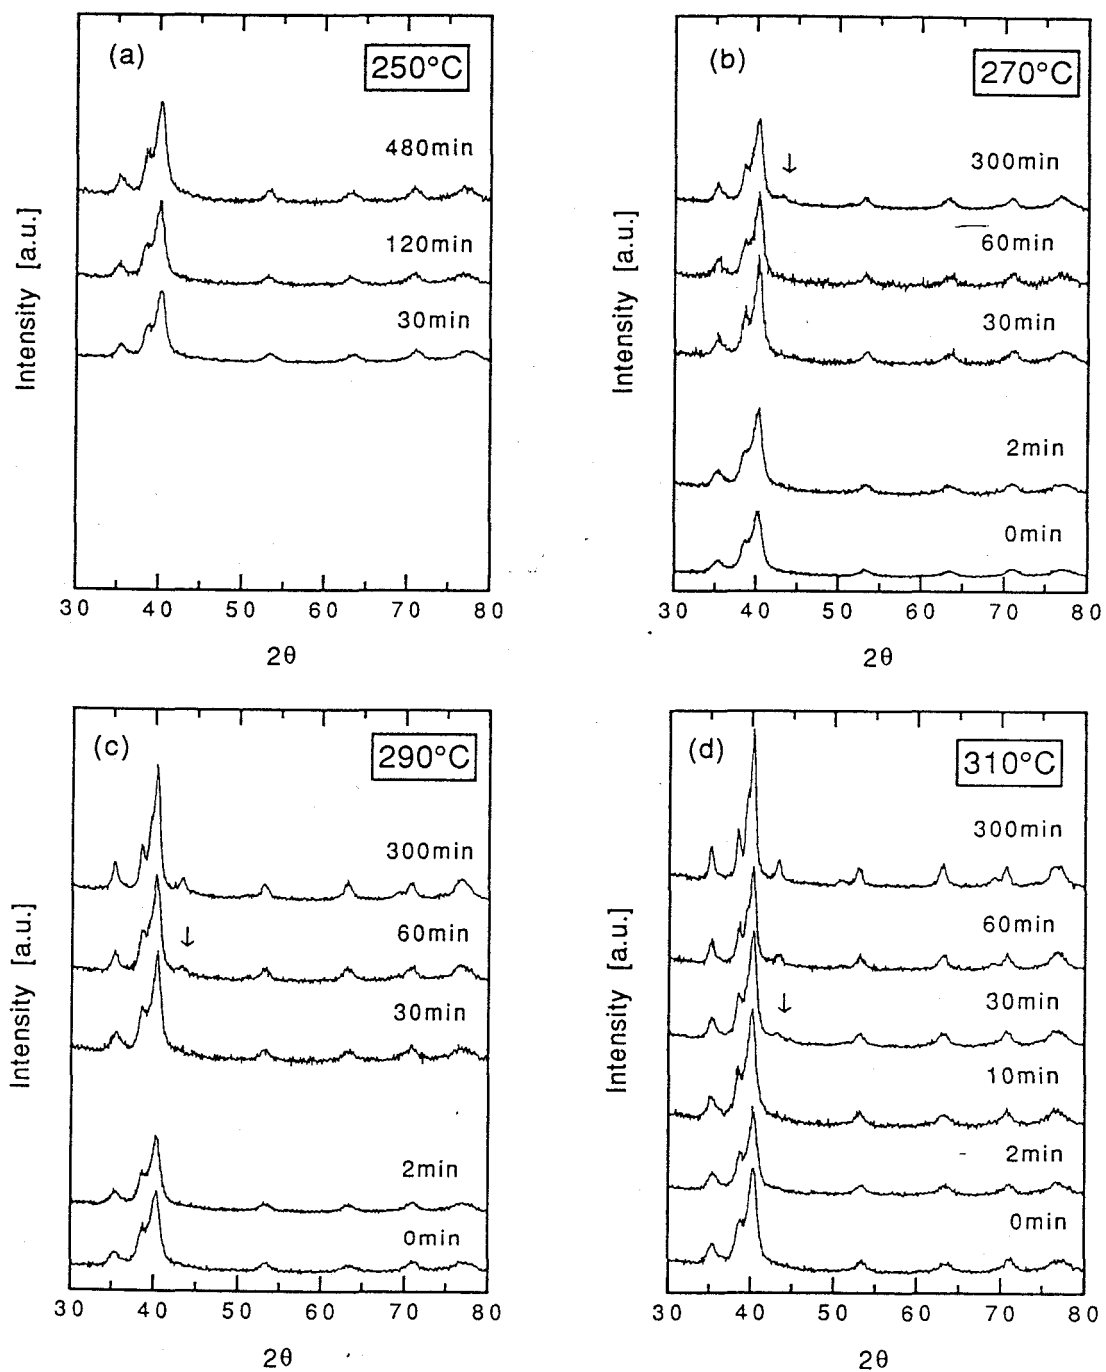 (a)
250°C
480min
120min
30min
Intensity [a.u.]
30 40 50 60 70 80
2θ
(b)
270°C
300min
60min
30min
2min
0min
Intensity [a.u.]
30 40 50 60 70 80
2θ
(c)
290°C
300min
60min
30min
2min
0min
Intensity [a.u.]
30 40 50 60 70 80
2θ
(d)
310°C
300min
60min
30min
10min
2min
0min
Intensity [a.u.]
30 40 50 60 70 80
2θ